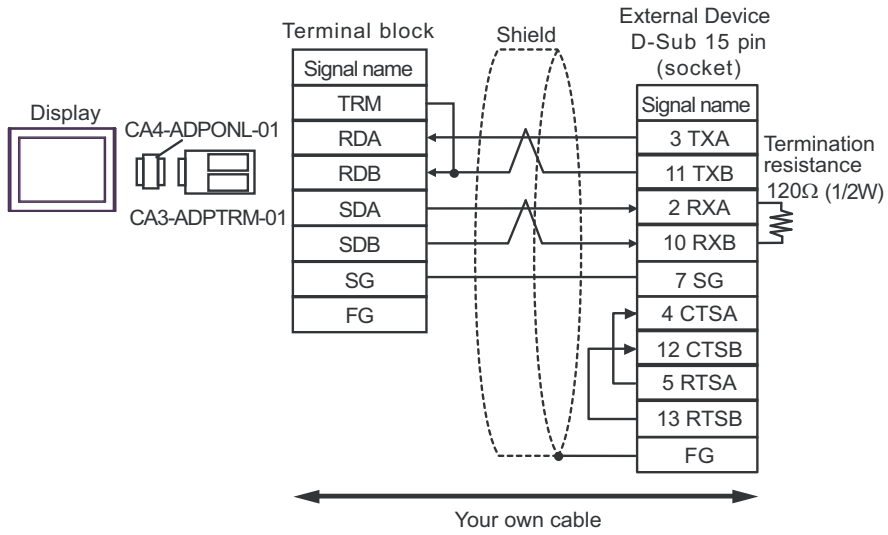 Display
CA4-ADPONL-01
CA3-ADPTRM-01
Terminal block
Signal name
TRM
RDA
RDB
SDA
SDB
SG
FG
Shield
External Device
D-Sub 15 pin
(socket)
Signal name
3 TXA
11 TXB
2 RXA
10 RXB
7 SG
4 CTSA
12 CTSB
5 RTSA
13 RTSB
FG
Termination
resistance
120Ω (1/2W)
Your own cable